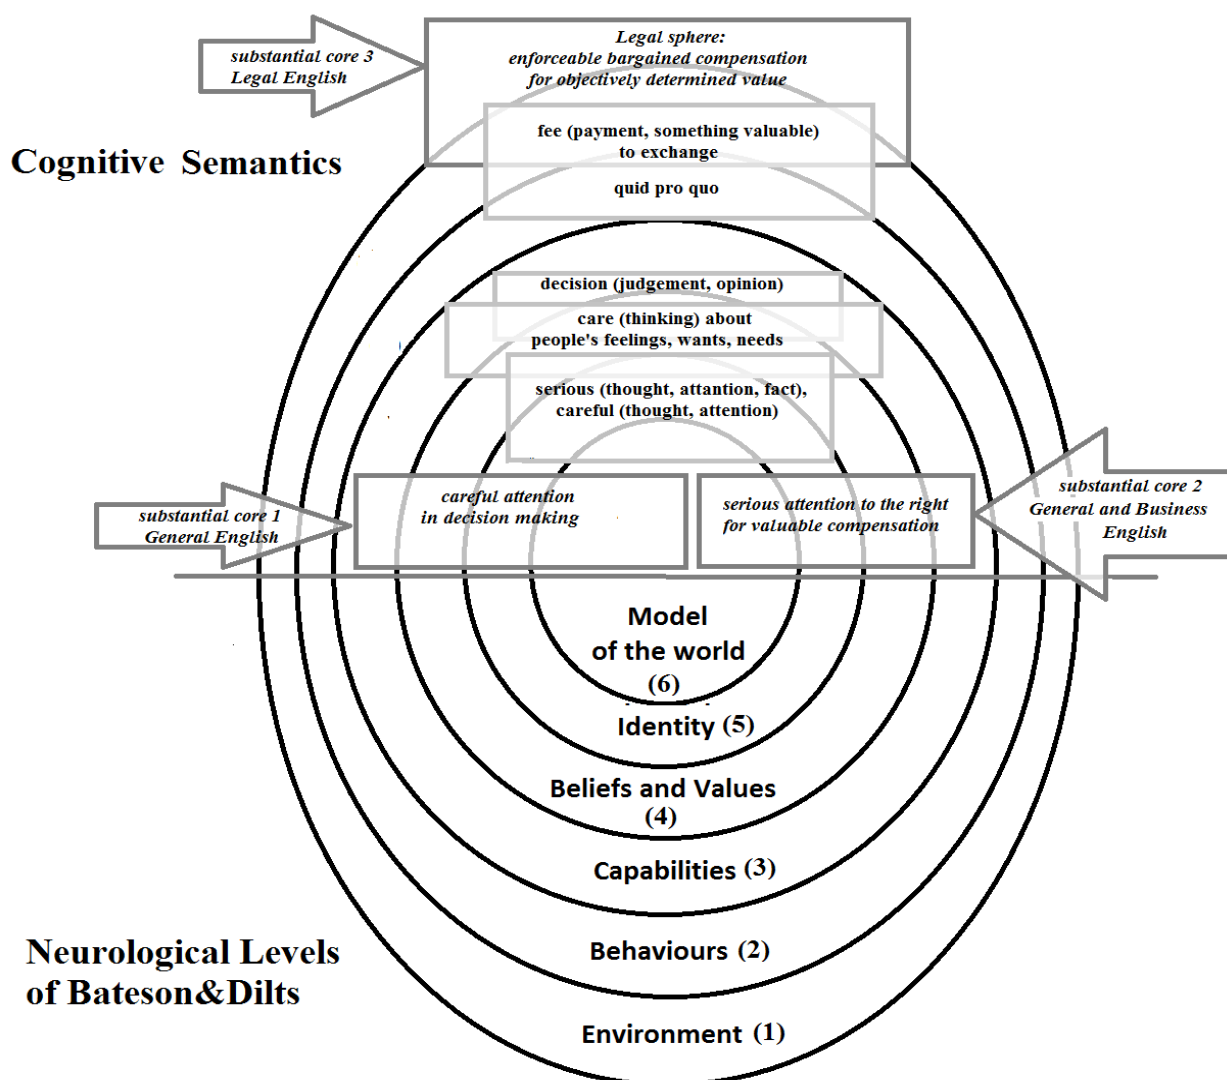 substantial core 3
Legal English
Legal sphere:
enforceable bargained compensation
for objectively determined value
fee (payment, something valuable)
to exchange
quid pro quo
Cognitive Semantics
decision (judgement, opinion)
care (thinking) about
people's feelings, wants, needs
serious (thought, attantion, fact),
careful (thought, attention)
substantial core 1
General English
careful attention
in decision making
serious attention to the right
for valuable compensation
substantial core 2
General and Business
English
Model
of the world
(6)
Identity (5)
Beliefs and Values
(4)
Capabilities (3)
Behaviours (2)
Environment (1)
Neurological Levels
of Bateson&Dilts